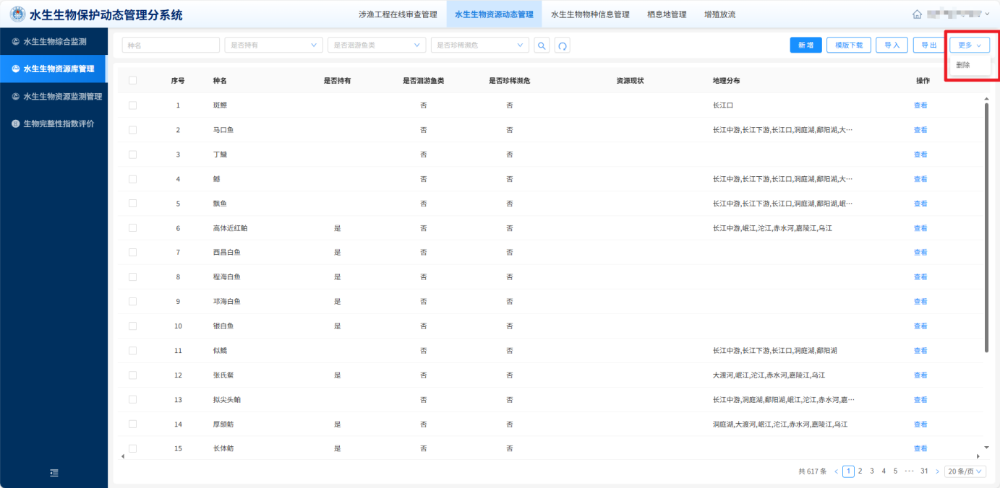 水生生物保护动态管理分系统 涉渔工程在线审查管理 水生生物资源动态管理 水生生物物种信息管理 栖息地管理 增殖放流
水生生物综合监测
水生生物资源库管理
水生生物资源监测管理
生物完整性指数评价
种名 是否持有 是否洄游鱼类 是否珍稀濒危 新增 模版下载 导入 导出 更多
删除
序号 种名 是否持有 是否洄游鱼类 是否珍稀濒危 资源现状 地理分布 操作
1 斑鳜 否 否 长江口 查看
2 马口鱼 否 否 长江中游,长江下游,长江口,洞庭湖,鄱阳湖,大… 查看
3 丁鱥 否 否 查看
4 鳡 否 否 长江中游,长江下游,长江口,洞庭湖,鄱阳湖,大… 查看
5 飘鱼 否 否 长江中游,长江下游,长江口,洞庭湖,鄱阳湖,岷… 查看
6 高体近红鲌 是 否 否 长江中游,岷江,沱江,赤水河,嘉陵江,乌江 查看
7 西昌白鱼 是 否 否 查看
8 程海白鱼 是 否 否 查看
9 邛海白鱼 是 否 否 查看
10 银白鱼 是 否 否 查看
11 似鱎 否 否 长江中游,长江下游,长江口,洞庭湖,鄱阳湖 查看
12 张氏䱗 是 否 否 大渡河,岷江,沱江,赤水河,嘉陵江,乌江 查看
13 拟尖头鲌 否 否 长江中游,洞庭湖,鄱阳湖,岷江,沱江,赤水河,嘉… 查看
14 厚颌鲂 是 否 否 洞庭湖,大渡河,岷江,沱江,赤水河,嘉陵江,乌江 查看
15 长体鲂 是 否 否 查看
共 617 条 < 1 2 3 4 5 ··· 31 > 20 条/页